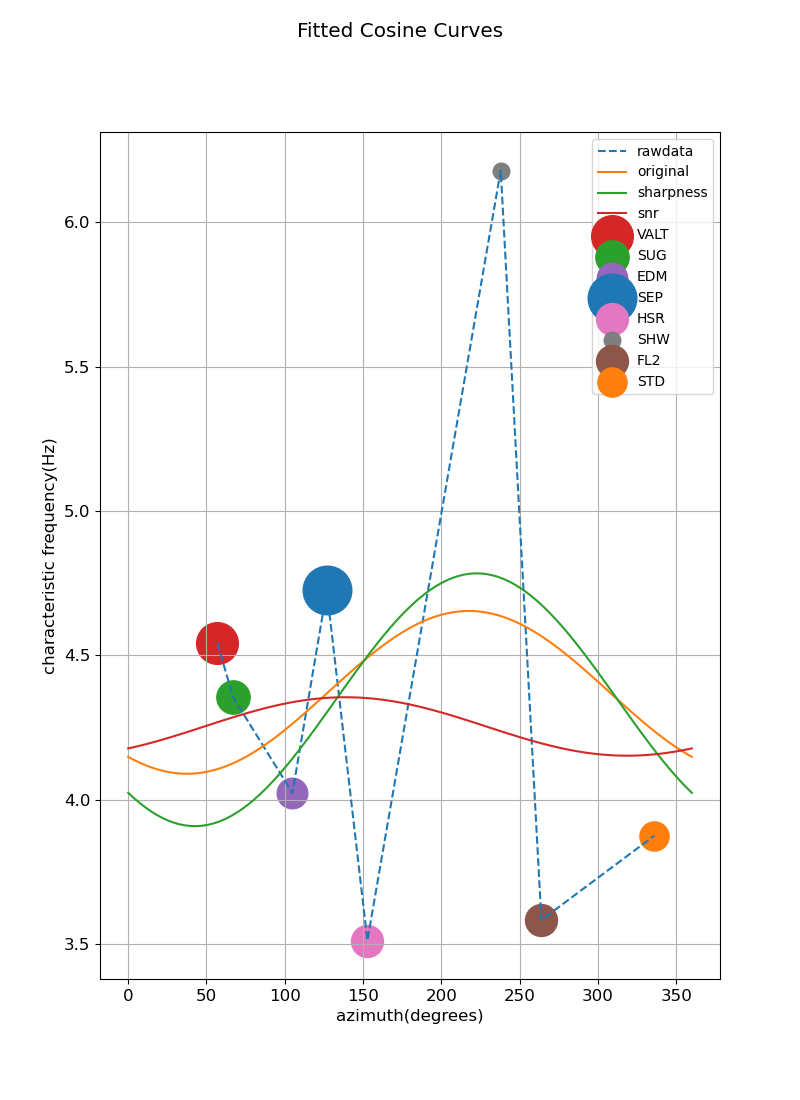 Fitted Cosine Curves
rawdata
original
sharpness
snr
VALT
SUG
EDM
SEP
HSR
SHW
FL2
STD
6.0
5.5
5.0
4.5
4.0
3.5
characteristic frequency(Hz)
0 50 100 150 200 250 300 350
azimuth(degrees)